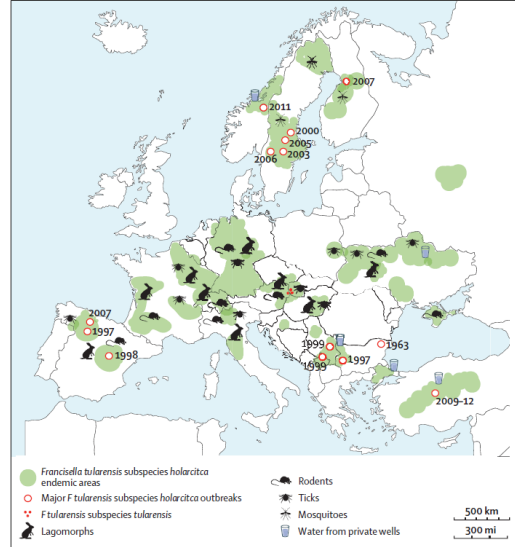 2007
2011
2000
2005
2006
2003
2007
1997
1998
1999
1999
1997
1963
2009–12
Francisella tularensis subspecies holarcitca
endemic areas
Major F tularensis subspecies holarcitca outbreaks
F tularensis subspecies tularensis
Lagomorphs
Rodents
Ticks
Mosquitoes
Water from private wells
500 km
300 mi